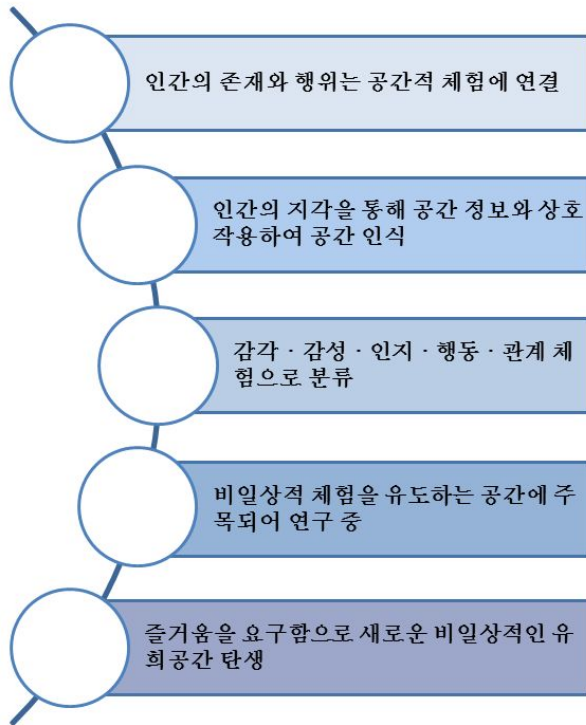 인간의 존재와 행위는 공간적 체험에 연결
인간의 지각을 통해 공간 정보와 상호
작용하여 공간 인식
감각 · 감성 · 인지 · 행동 · 관계 체
험으로 분류
비일상적 체험을 유도하는 공간에 주
목되어 연구 중
즐거움을 요구함으로 새로운 비일상적인 유
희공간 탄생